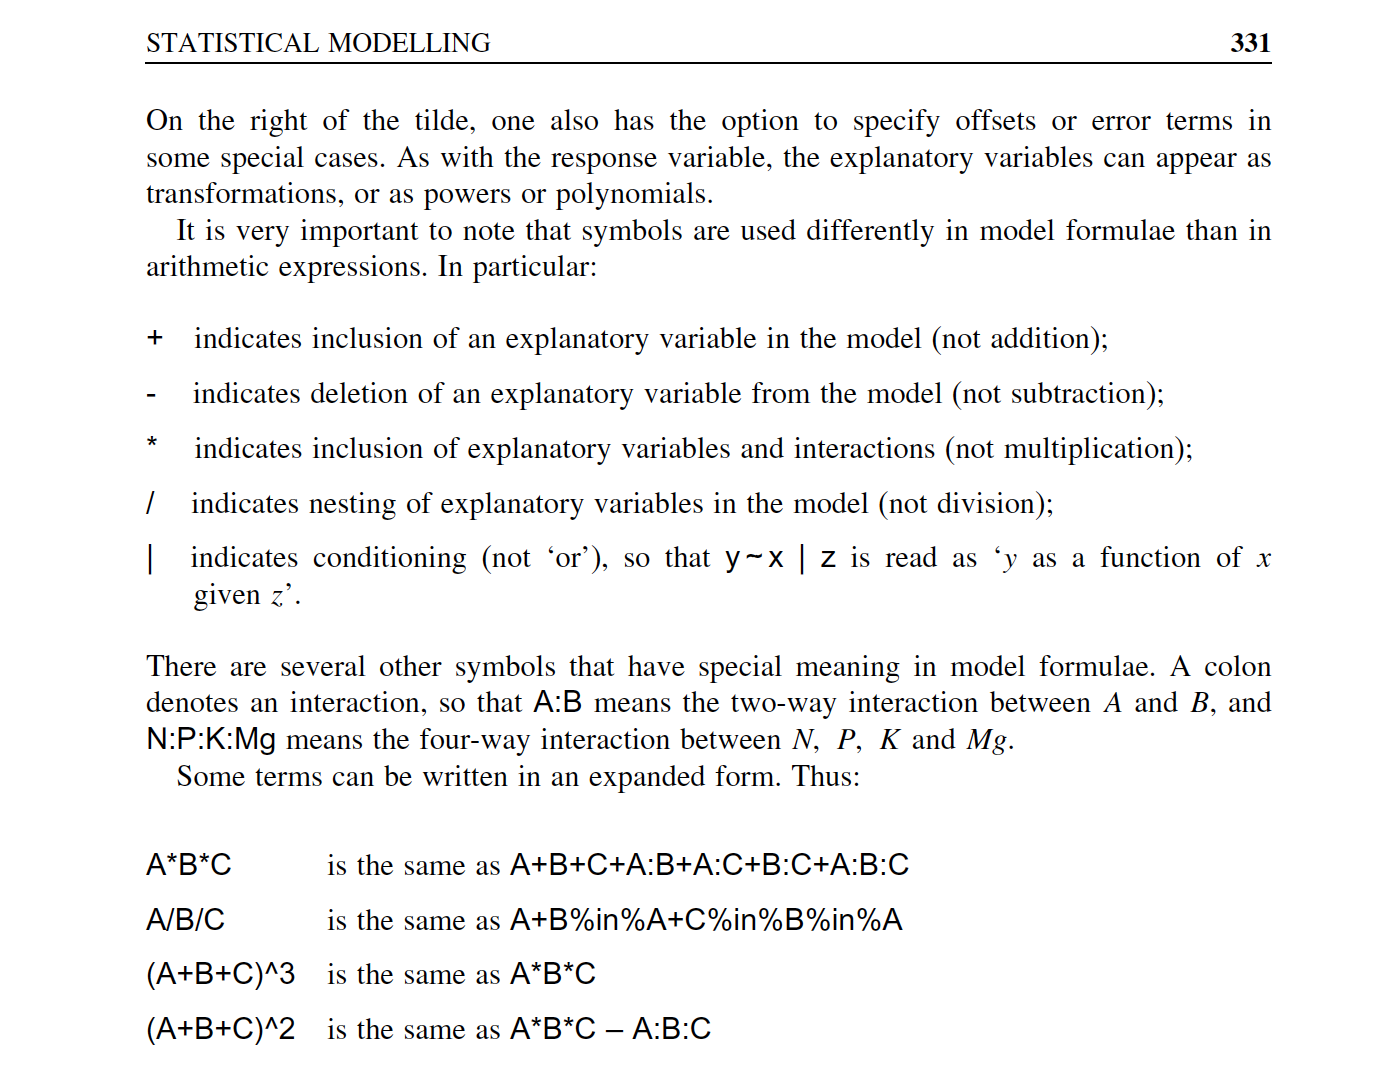 STATISTICAL MODELLING 331
On the right of the tilde, one also has the option to specify offsets or error terms in
some special cases. As with the response variable, the explanatory variables can appear as
transformations, or as powers or polynomials.
It is very important to note that symbols are used differently in model formulae than in
arithmetic expressions. In particular:
+ indicates inclusion of an explanatory variable in the model (not addition);
- indicates deletion of an explanatory variable from the model (not subtraction);
* indicates inclusion of explanatory variables and interactions (not multiplication);
/ indicates nesting of explanatory variables in the model (not division);
| indicates conditioning (not ‘or’), so that y~x | z is read as ‘y as a function of x
given z’.
There are several other symbols that have special meaning in model formulae. A colon
denotes an interaction, so that A:B means the two-way interaction between A and B, and
N:P:K:Mg means the four-way interaction between N, P, K and Mg.
Some terms can be written in an expanded form. Thus:
A*B*C is the same as A+B+C+A:B+A:C+B:C+A:B:C
A/B/C is the same as A+B%in%A+C%in%B%in%A
(A+B+C)^3 is the same as A*B*C
(A+B+C)^2 is the same as A*B*C – A:B:C